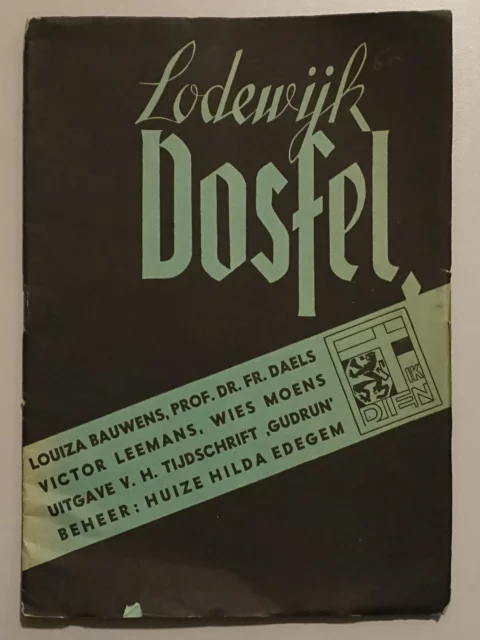 Lodewijk
Dosfel.
LOUIZA BAUWENS, PROF. DR. FR. DAELS
VICTOR LEEMANS, WIES MOENS
UITGAVE V. H. TIJDSCHRIFT ‚GUDRUN'
BEHEER: HUIZE HILDA EDEGEM
IK
DIEN